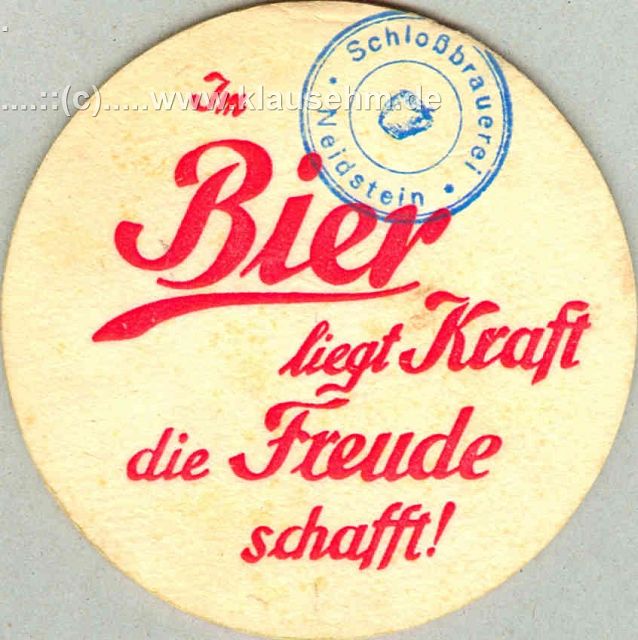 ....::(c).....www.klausehm.de
• Schloßbrauerei •
Neidstein
Im
Bier
liegt Kraft
die Freude
schafft!